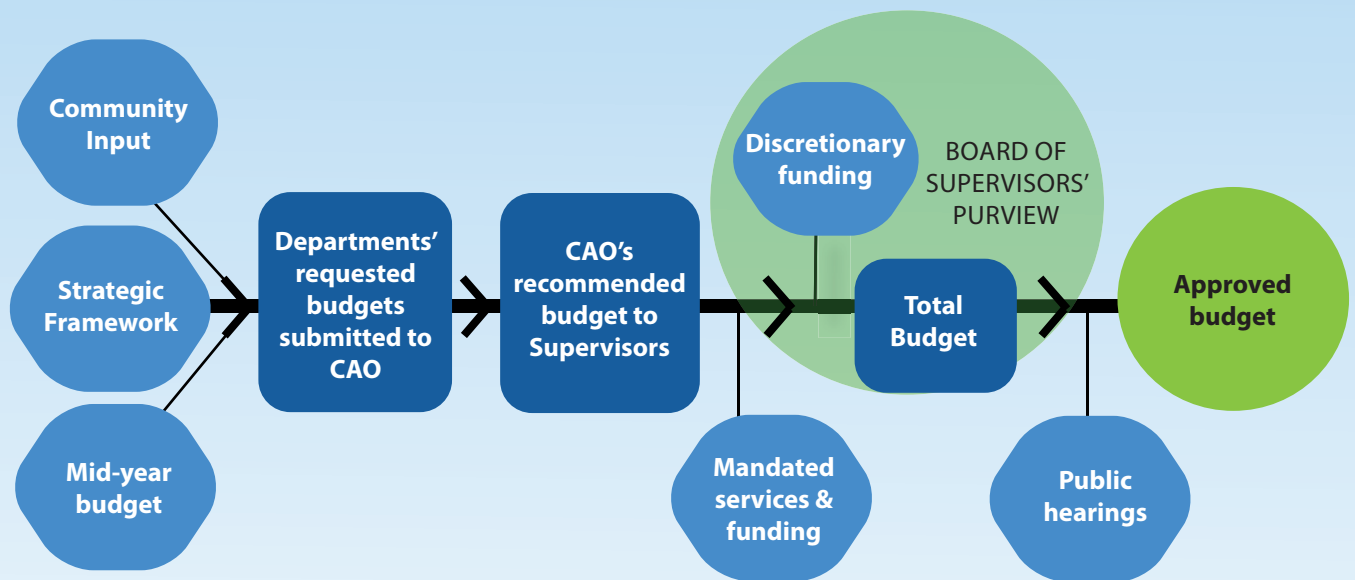 Community
Input
Strategic
Framework
Mid-year
budget
Departments’
requested
budgets
submitted to
CAO
CAO’s
recommended
budget to
Supervisors
Discretionary
funding
BOARD OF
SUPERVISORS’
PURVIEW
Mandated
services &
funding
Total
Budget
Public
hearings
Approved
budget